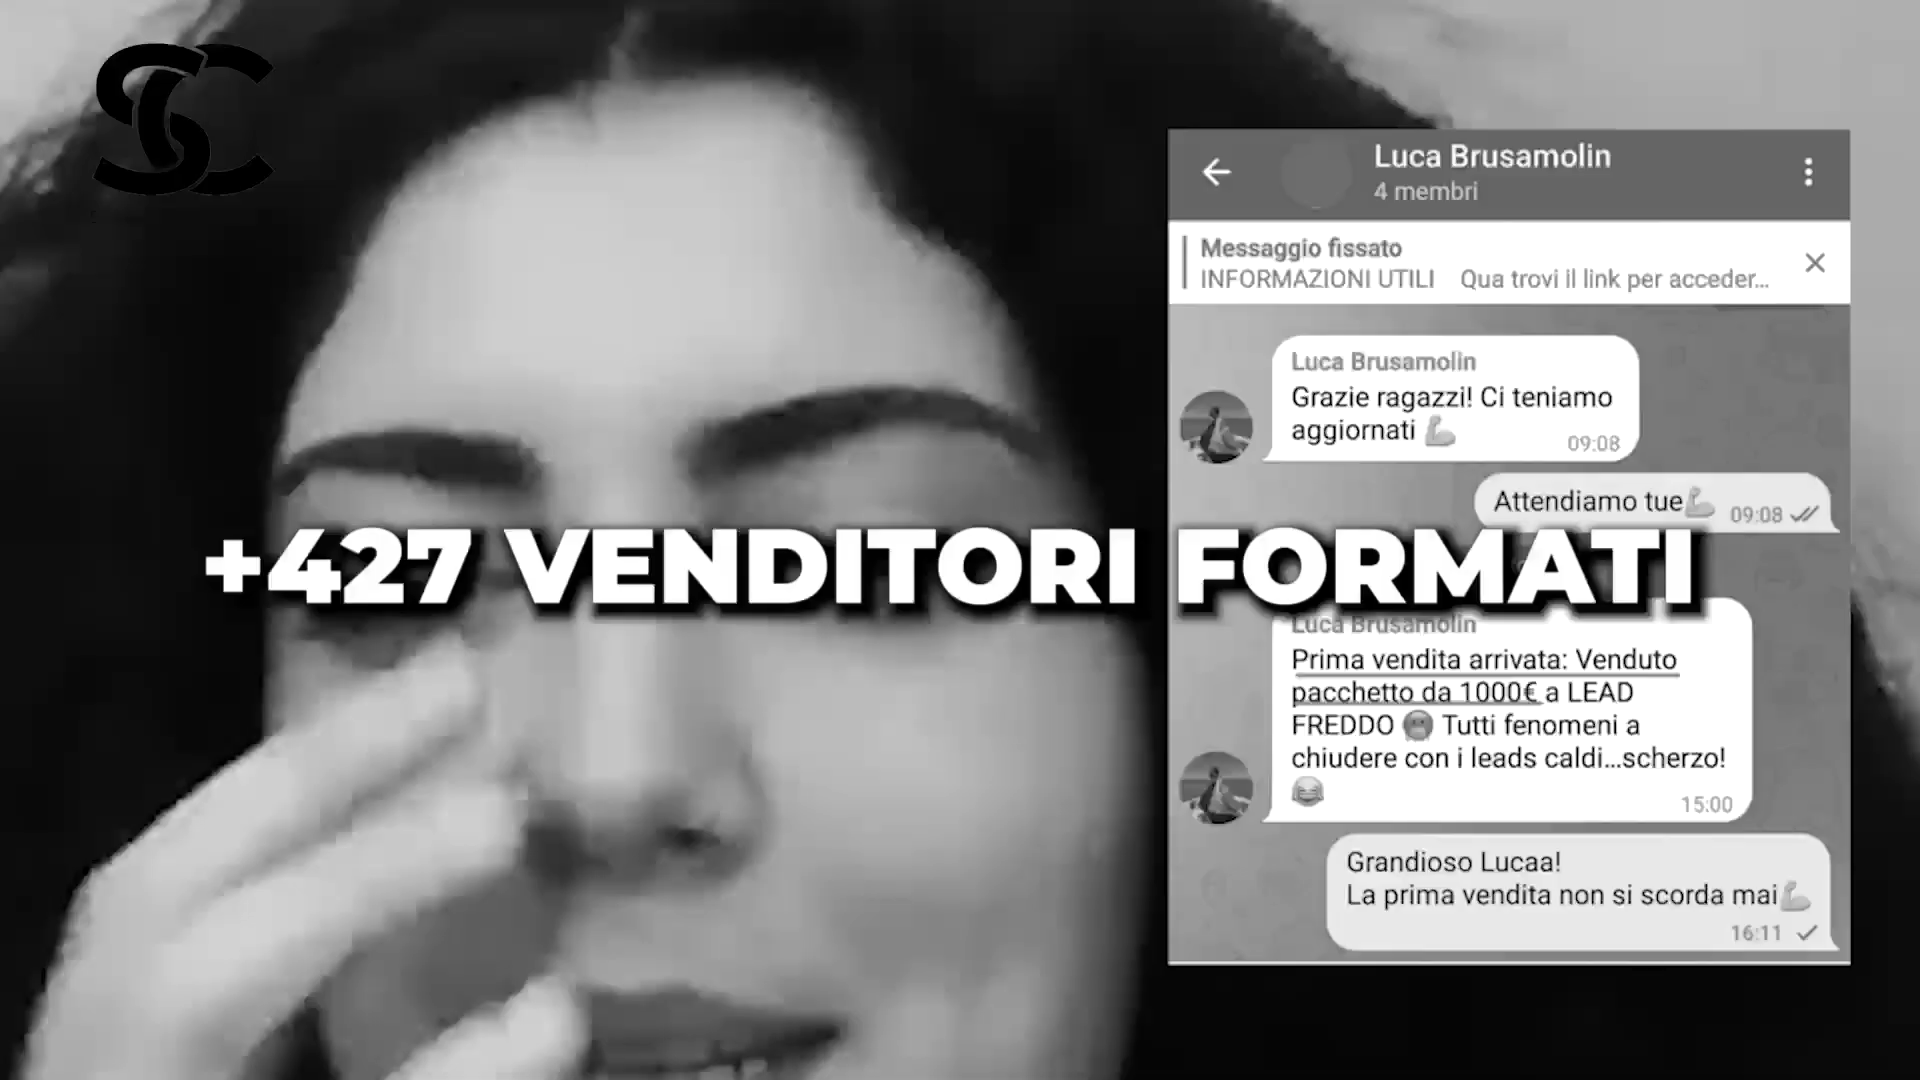 SC
Luca Brusamolin
4 membri
Messaggio fissato
INFORMAZIONI UTILI Qua trovi il link per acceder...
Luca Brusamolin
Grazie ragazzi! Ci teniamo
aggiornati 💪
09:08
Attendiamo tue💪 09:08
+427 VENDITORI FORMATI
Luca Brusamolin
Prima vendita arrivata: Venduto
pacchetto da 1000€ a LEAD
FREDDO 🥶 Tutti fenomeni a
chiudere con i leads caldi...scherzo!
😂
15:00
Grandioso Lucaa!
La prima vendita non si scorda mai💪
16:11